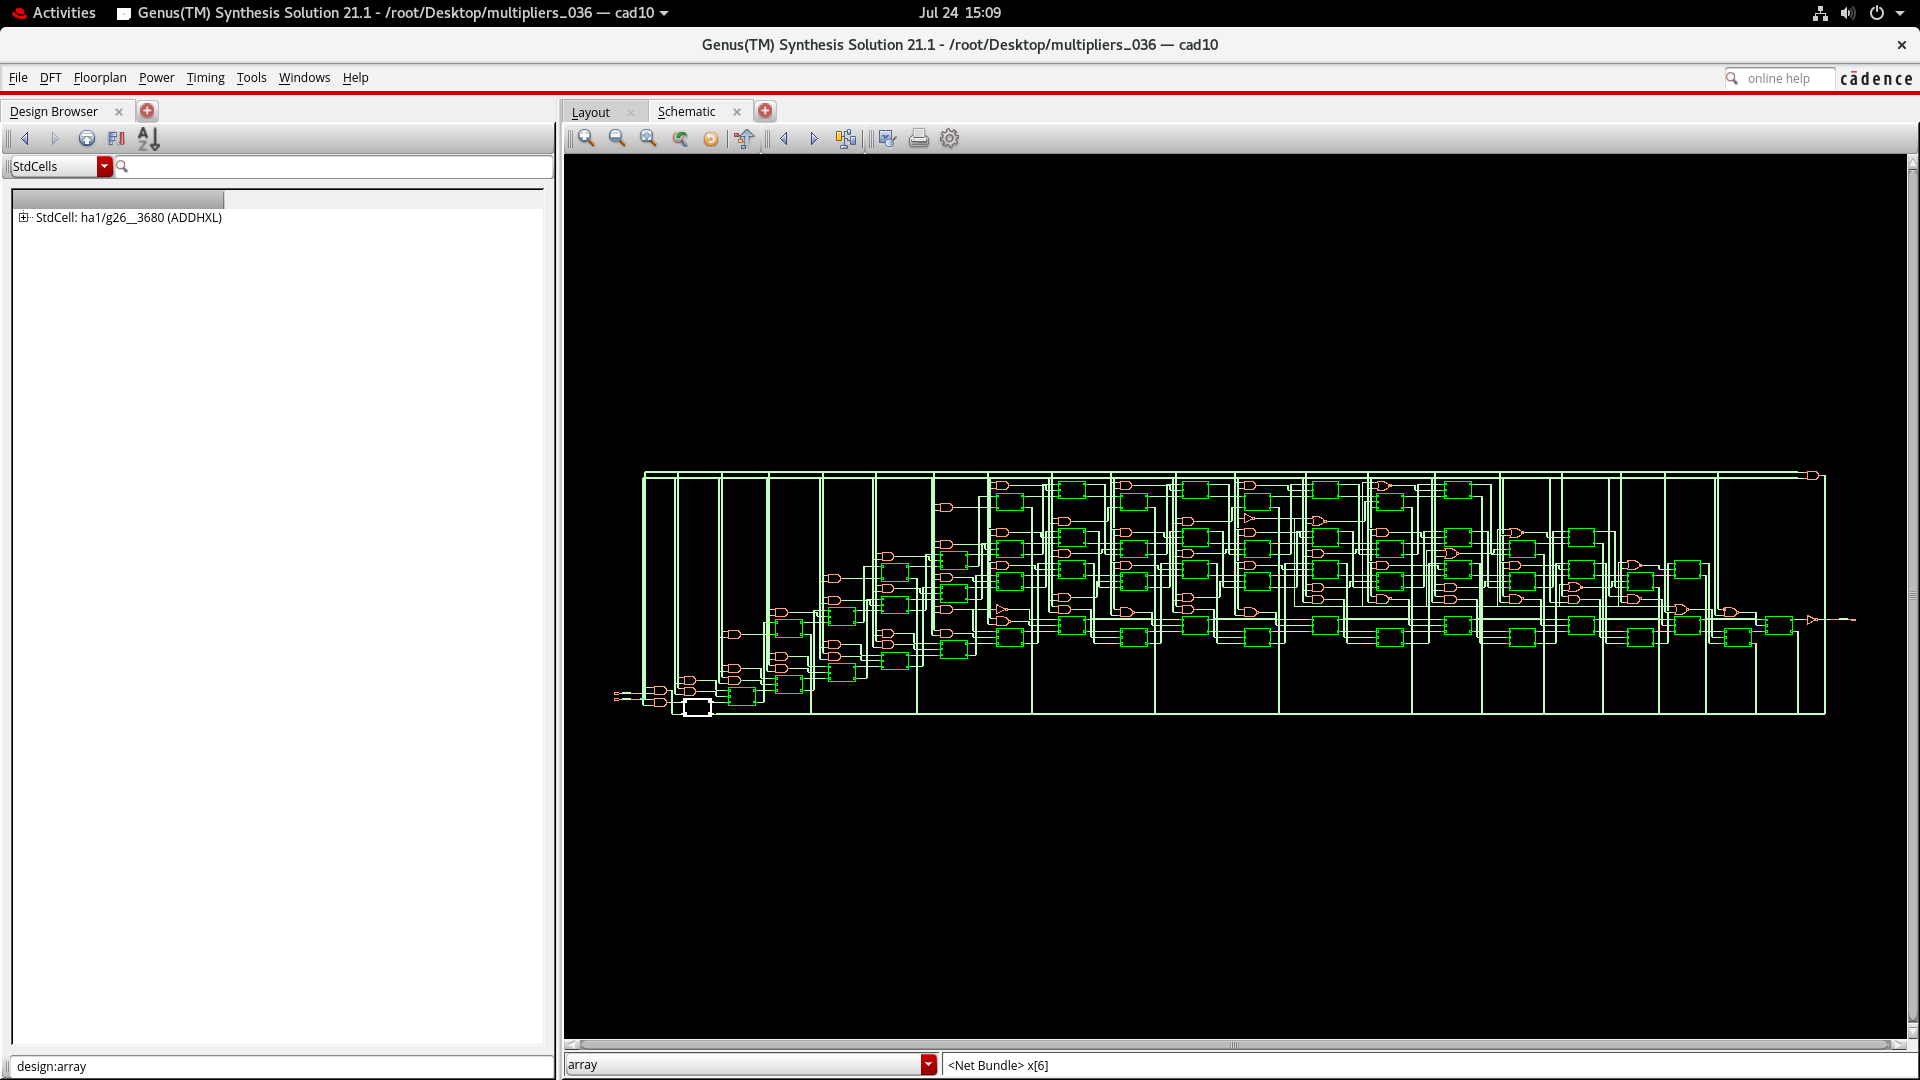 Activities
Genus(TM) Synthesis Solution 21.1 - /root/Desktop/multipliers_036 — cad10
Jul 24 15:09
Genus(TM) Synthesis Solution 21.1 - /root/Desktop/multipliers_036 — cad10
File DFT Floorplan Power Timing Tools Windows Help
online help
cādence
Design Browser
Layout
Schematic
A
Z
StdCells
StdCell: ha1/g26__3680 (ADDHXL)
design:array
array
<Net Bundle> x[6]